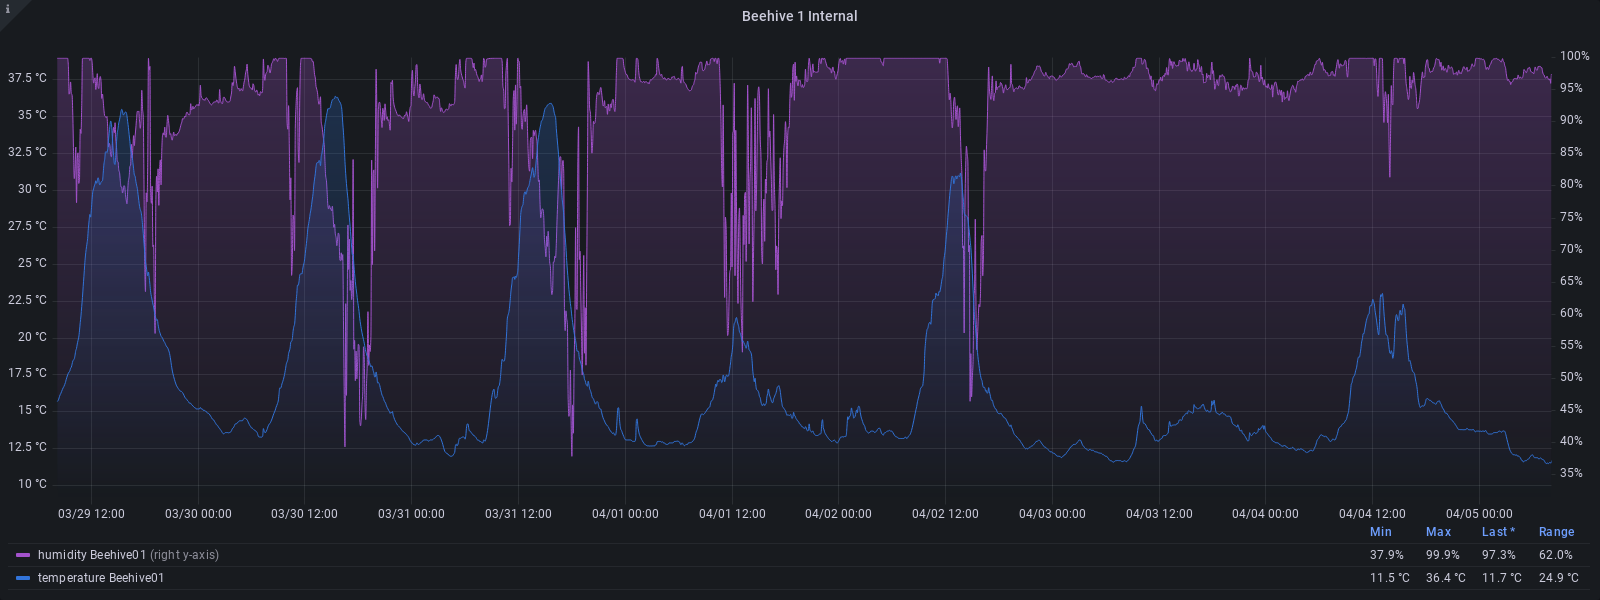 i
Beehive 1 Internal
37.5 °C
35 °C
32.5 °C
30 °C
27.5 °C
25 °C
22.5 °C
20 °C
17.5 °C
15 °C
12.5 °C
10 °C
100%
95%
90%
85%
80%
75%
70%
65%
60%
55%
50%
45%
40%
35%
03/29 12:00 03/30 00:00 03/30 12:00 03/31 00:00 03/31 12:00 04/01 00:00 04/01 12:00 04/02 00:00 04/02 12:00 04/03 00:00 04/03 12:00 04/04 00:00 04/04 12:00 04/05 00:00
Min Max Last * Range
humidity Beehive01 (right y-axis) 37.9% 99.9% 97.3% 62.0%
temperature Beehive01 11.5 °C 36.4 °C 11.7 °C 24.9 °C